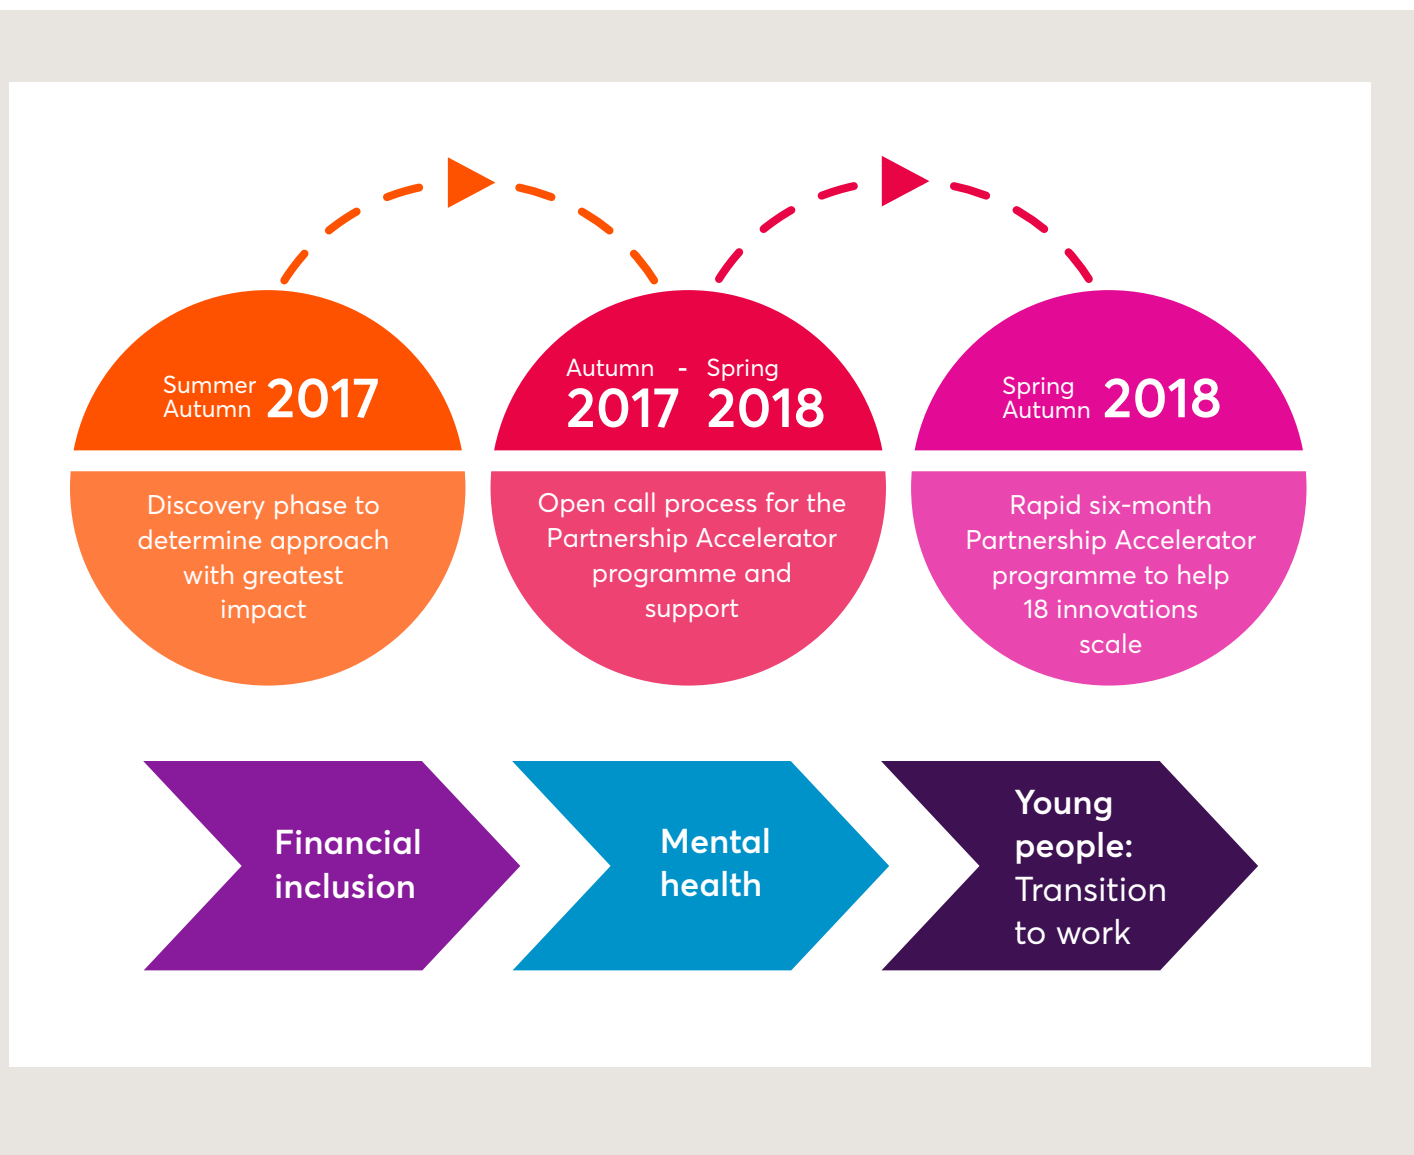 Summer
Autumn 2017
Autumn - Spring
2017 2018
Spring
Autumn 2018
Discovery phase to
determine approach
with greatest
impact
Open call process for the
Partnership Accelerator
programme and
support
Rapid six-month
Partnership Accelerator
programme to help
18 innovations
scale
Financial
inclusion
Mental
health
Young
people:
Transition
to work